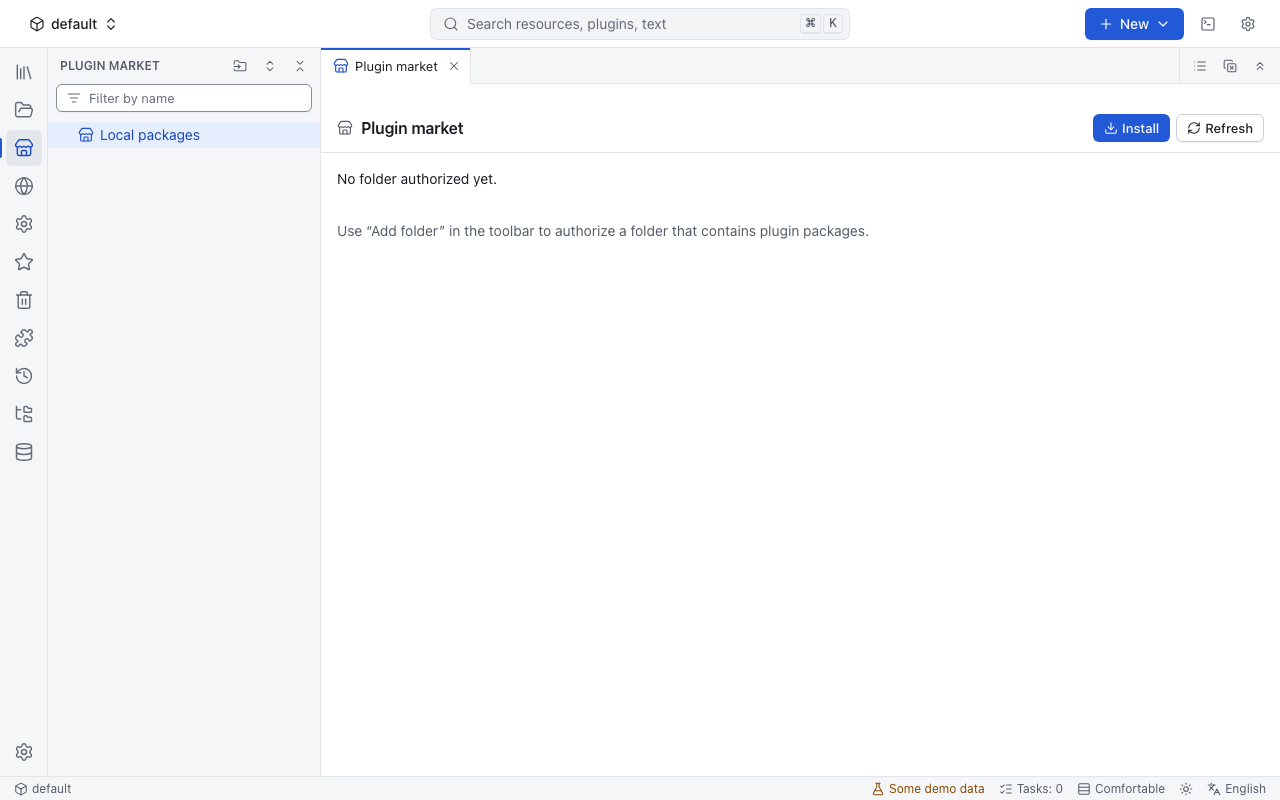 default
Search resources, plugins, text
⌘ K
New
PLUGIN MARKET
Filter by name
Local packages
Plugin market
Plugin market
Install
Refresh
No folder authorized yet.
Use “Add folder” in the toolbar to authorize a folder that contains plugin packages.
default
Some demo data
Tasks: 0
Comfortable
English